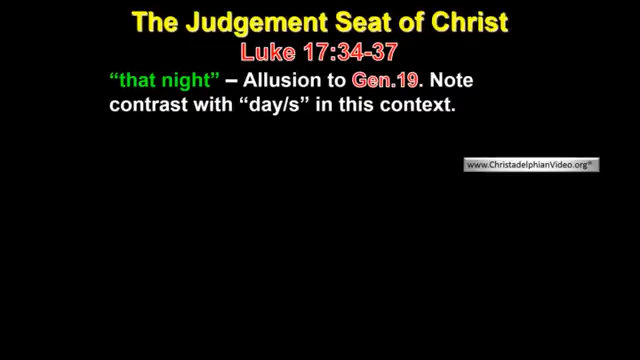 The Judgement Seat of Christ
Luke 17:34-37
“that night” – Allusion to Gen.19. Note
contrast with “day/s” in this context.
www.ChristadelphianVideo.org®